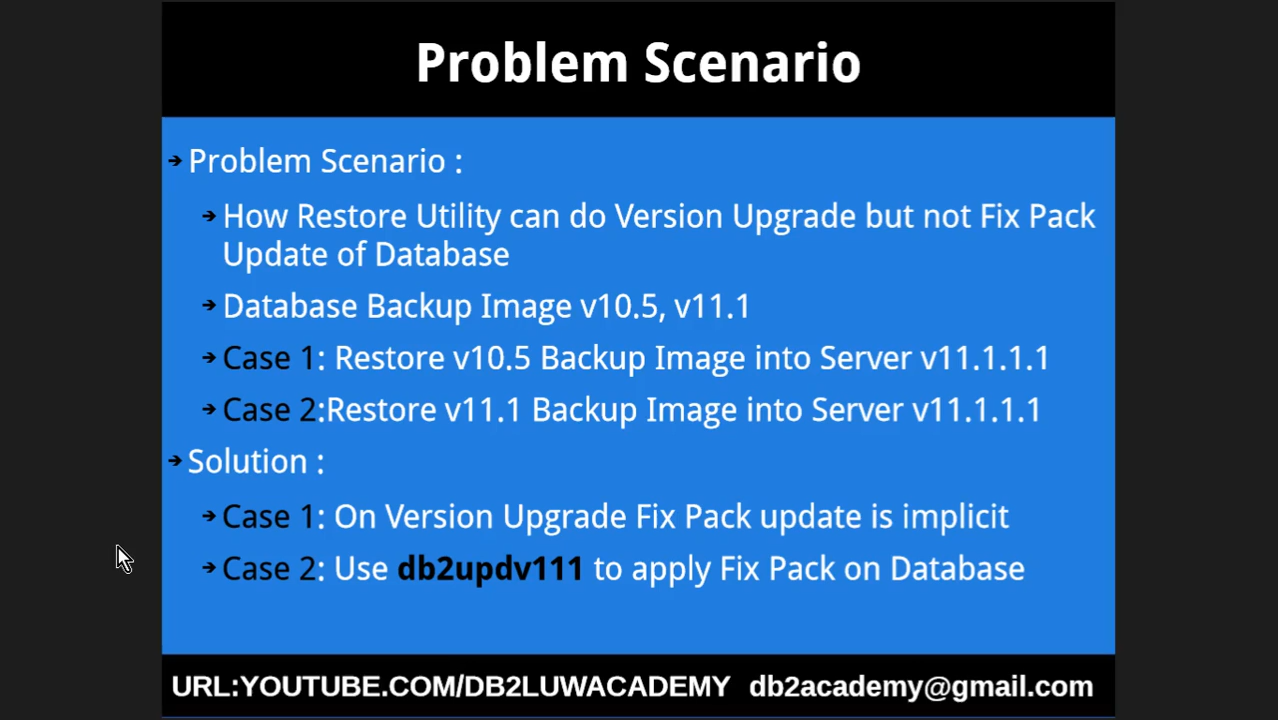 Problem Scenario
Problem Scenario :
How Restore Utility can do Version Upgrade but not Fix Pack
Update of Database
Database Backup Image v10.5, v11.1
Case 1: Restore v10.5 Backup Image into Server v11.1.1.1
Case 2:Restore v11.1 Backup Image into Server v11.1.1.1
Solution :
Case 1: On Version Upgrade Fix Pack update is implicit
Case 2: Use db2updv111 to apply Fix Pack on Database
URL:YOUTUBE.COM/DB2LUWACADEMY db2academy@gmail.com